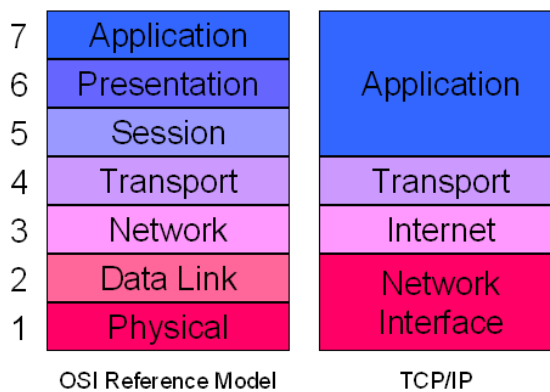 7 Application
6 Presentation
5 Session
4 Transport
3 Network
2 Data Link
1 Physical
OSI Reference Model
Application
Transport
Internet
Network
Interface
TCP/IP